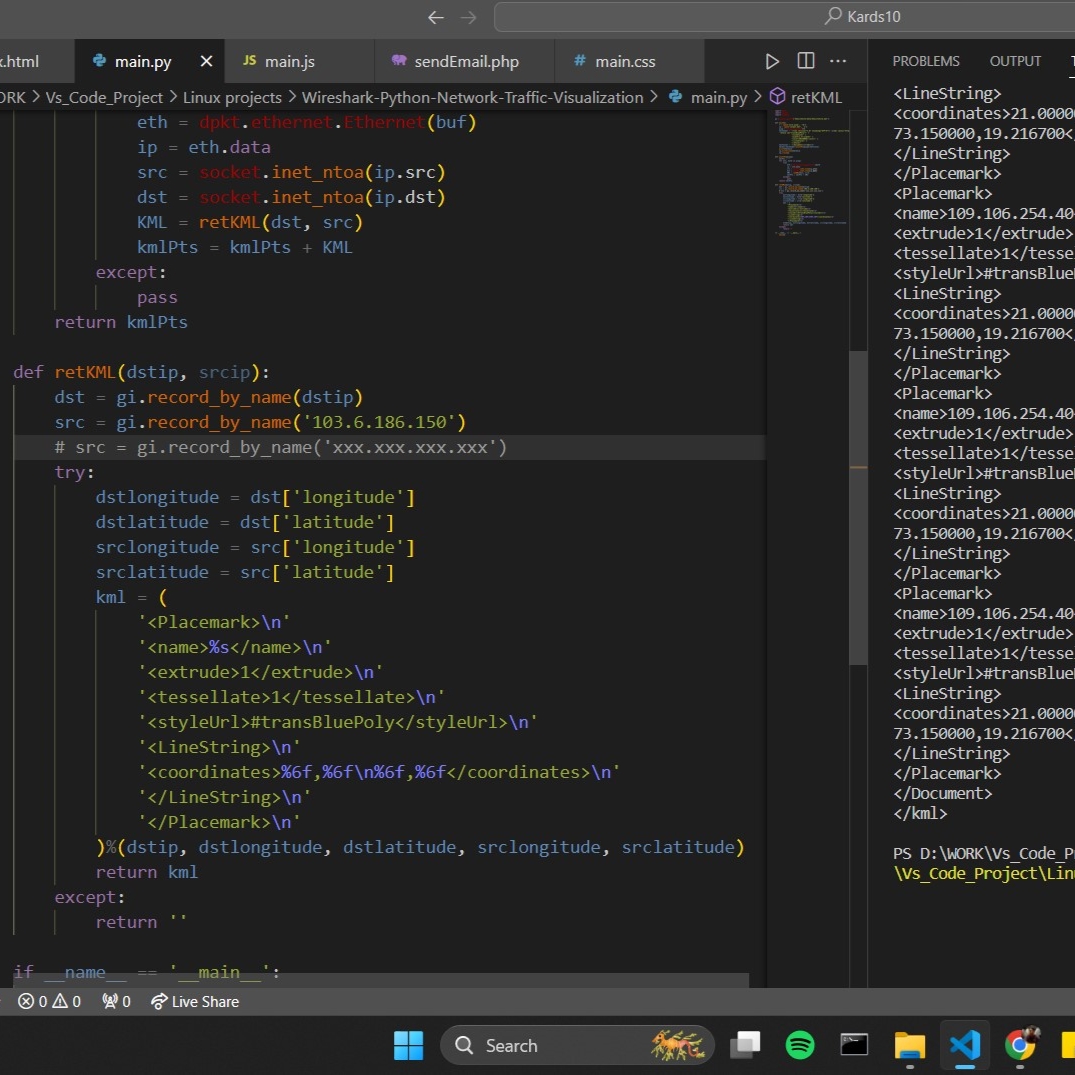 Kards10
x.html
main.py
JS main.js
sendEmail.php
# main.css
PROBLEMS
OUTPUT
ORK > Vs_Code_Project > Linux projects > Wireshark-Python-Network-Traffic-Visualization > main.py > retKML
eth = dpkt.ethernet.Ethernet(buf)
ip = eth.data
src = socket.inet_ntoa(ip.src)
dst = socket.inet_ntoa(ip.dst)
KML = retKML(dst, src)
kmlPts = kmlPts + KML
except:
pass
return kmlPts
def retKML(dstip, srcip):
dst = gi.record_by_name(dstip)
src = gi.record_by_name('103.6.186.150')
# src = gi.record_by_name('xxx.xxx.xxx.xxx')
try:
dstlongitude = dst['longitude']
dstlatitude = dst['latitude']
srclongitude = src['longitude']
srclatitude = src['latitude']
kml = (
'<Placemark>\n'
'<name>%s</name>\n'
'<extrude>1</extrude>\n'
'<tessellate>1</tessellate>\n'
'<styleUrl>#transBluePoly</styleUrl>\n'
'<LineString>\n'
'<coordinates>%6f,%6f\n%6f,%6f</coordinates>\n'
'</LineString>\n'
'</Placemark>\n'
)%(dstip, dstlongitude, dstlatitude, srclongitude, srclatitude)
return kml
except:
return ''
if __name__ == '__main__':
<LineString>
<coordinates>21.00000
73.150000,19.216700<
</LineString>
</Placemark>
<Placemark>
<name>109.106.254.40
<extrude>1</extrude>
<tessellate>1</tesse
<styleUrl>#transBlue
<LineString>
<coordinates>21.00000
73.150000,19.216700<
</LineString>
</Placemark>
<Placemark>
<name>109.106.254.40
<extrude>1</extrude>
<tessellate>1</tesse
<styleUrl>#transBlue
<LineString>
<coordinates>21.00000
73.150000,19.216700<
</LineString>
</Placemark>
<Placemark>
<name>109.106.254.40
<extrude>1</extrude>
<tessellate>1</tesse
<styleUrl>#transBlue
<LineString>
<coordinates>21.00000
73.150000,19.216700<
</LineString>
</Placemark>
</Document>
</kml>
PS D:\WORK\Vs_Code_P
\Vs_Code_Project\Lin
0 0 0 Live Share
Search